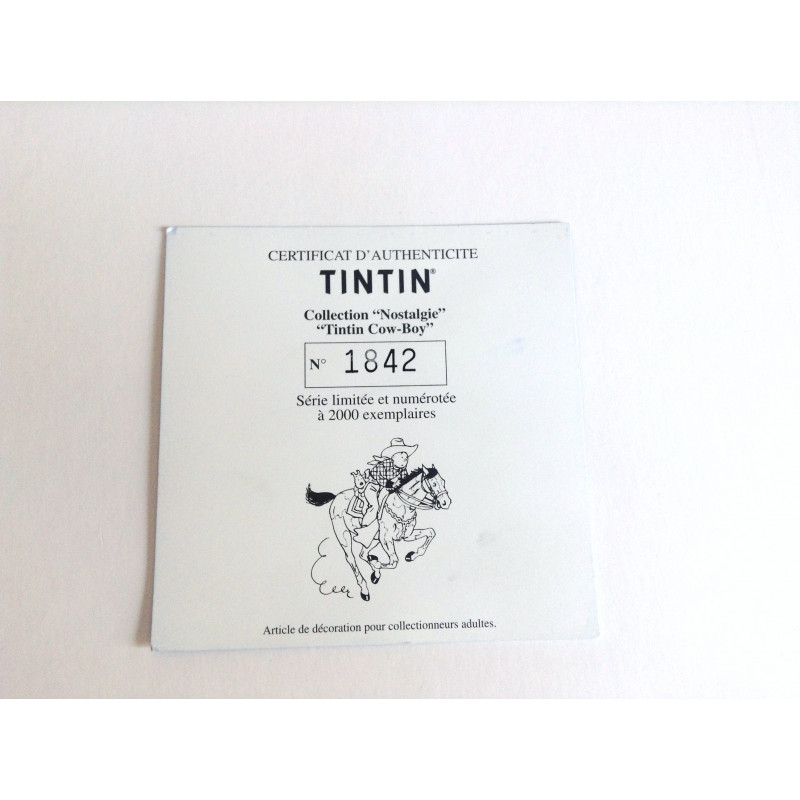 CERTIFICAT D'AUTHENTICITE
TINTIN®
Collection “Nostalgie”
“Tintin Cow-Boy”
N° 1842
Série limitée et numérotée
à 2000 exemplaires
Article de décoration pour collectionneurs adultes.